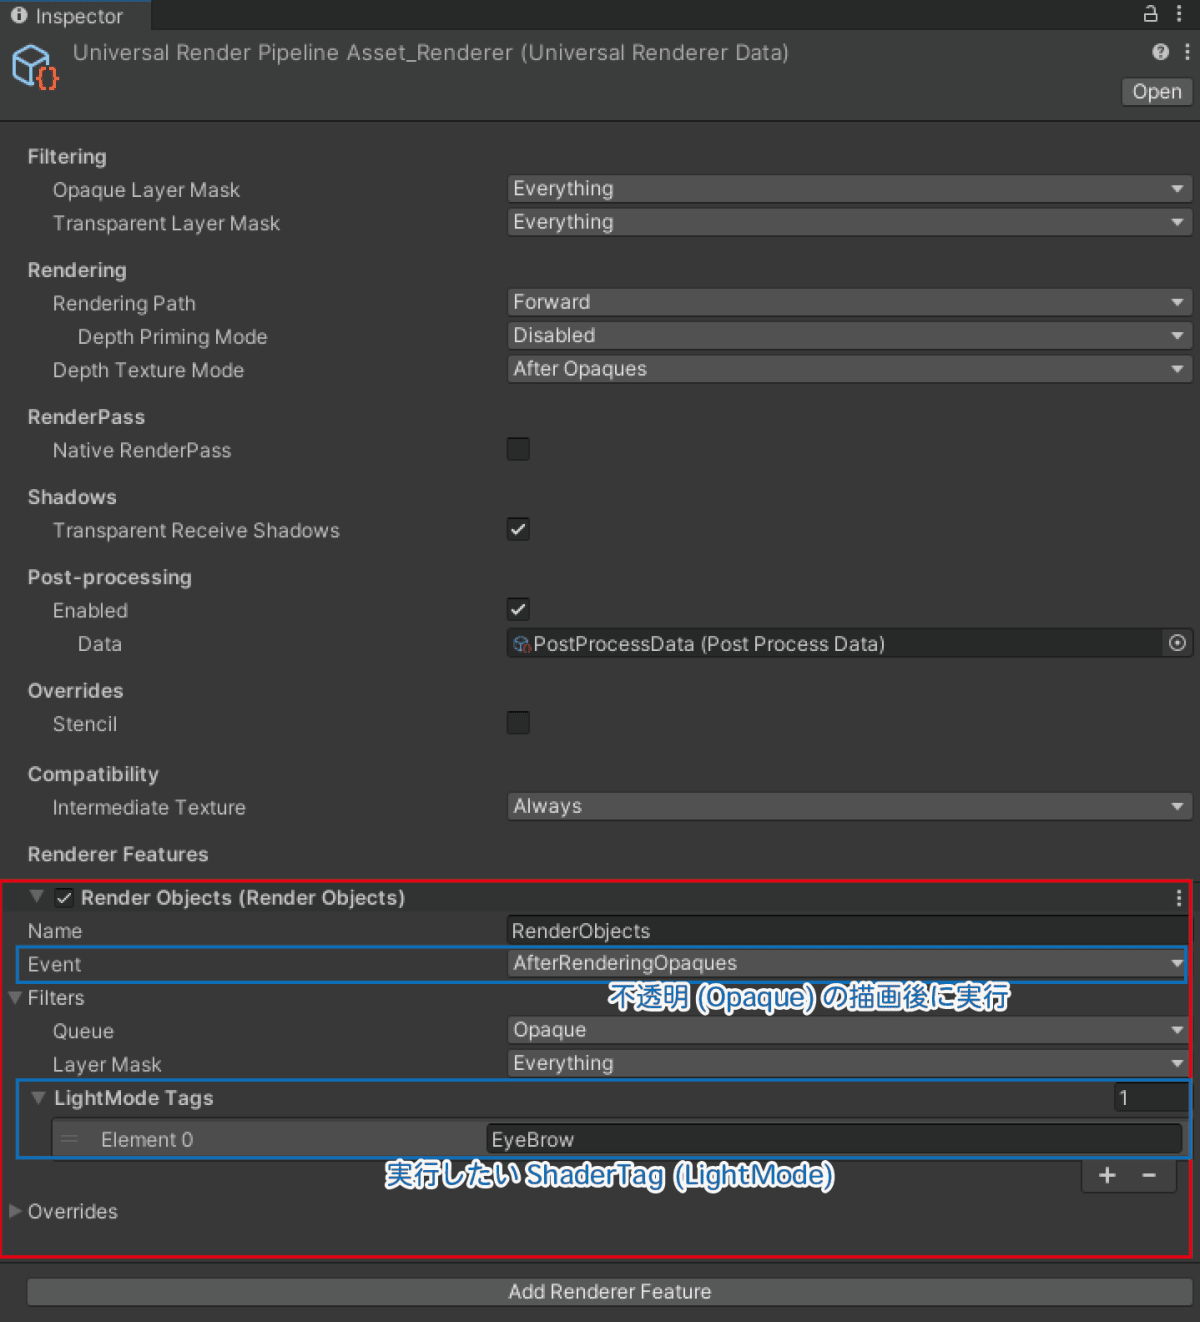 Inspector
Universal Render Pipeline Asset_Renderer (Universal Renderer Data)
Open
Filtering
Opaque Layer Mask Everything
Transparent Layer Mask Everything
Rendering
Rendering Path Forward
Depth Priming Mode Disabled
Depth Texture Mode After Opaques
RenderPass
Native RenderPass
Shadows
Transparent Receive Shadows
Post-processing
Enabled
Data PostProcessData (Post Process Data)
Overrides
Stencil
Compatibility
Intermediate Texture Always
Renderer Features
Render Objects (Render Objects)
Name RenderObjects
Event AfterRenderingOpaques
不透明 (Opaque) の描画後に実行
Filters
Queue Opaque
Layer Mask Everything
LightMode Tags 1
Element 0 EyeBrow
実行したい ShaderTag (LightMode)
Overrides
Add Renderer Feature